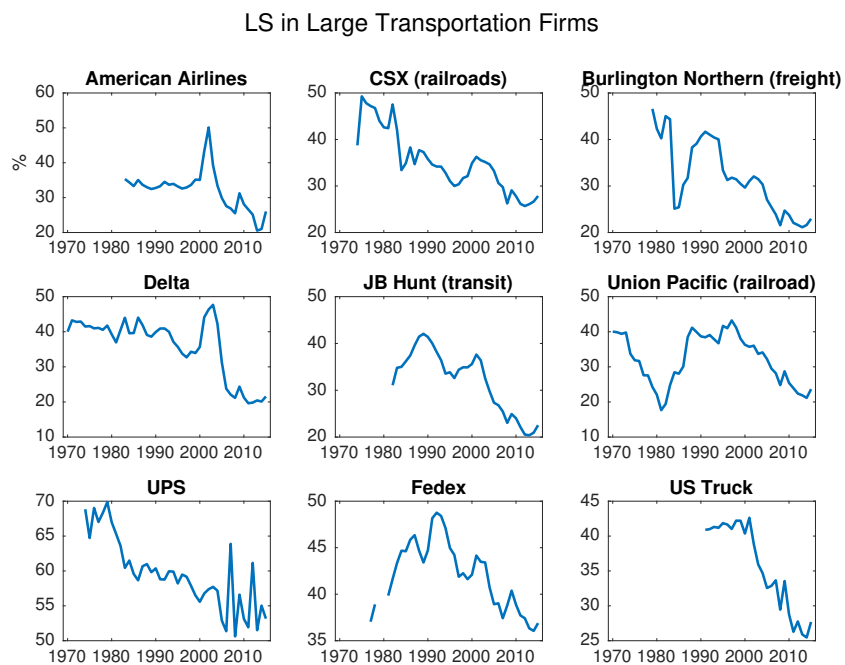 LS in Large Transportation Firms
American Airlines
60
50
40
30
20
%
1970 1980 1990 2000 2010
CSX (railroads)
50
40
30
20
1970 1980 1990 2000 2010
Burlington Northern (freight)
50
40
30
20
1970 1980 1990 2000 2010
Delta
50
40
30
20
10
1970 1980 1990 2000 2010
JB Hunt (transit)
50
40
30
20
1970 1980 1990 2000 2010
Union Pacific (railroad)
50
40
30
20
10
1970 1980 1990 2000 2010
UPS
70
65
60
55
50
1970 1980 1990 2000 2010
Fedex
50
45
40
35
1970 1980 1990 2000 2010
US Truck
45
40
35
30
25
1970 1980 1990 2000 2010